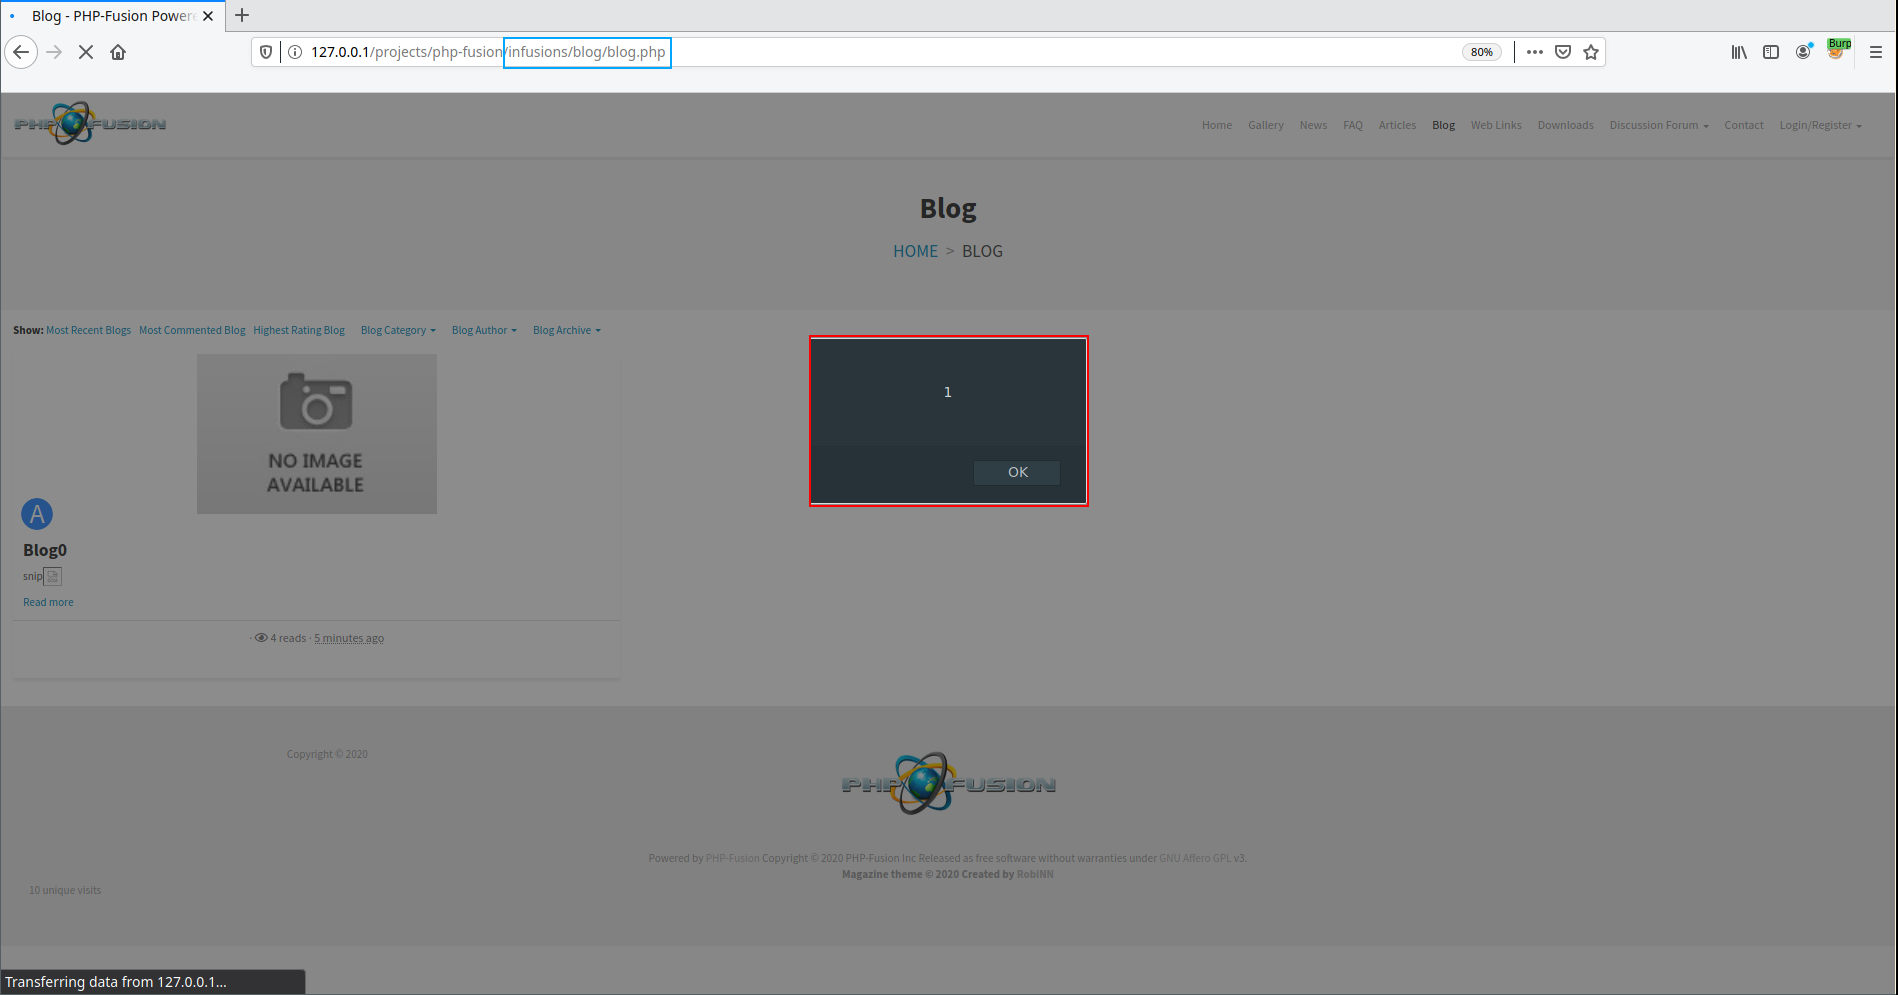 Blog - PHP-Fusion Powere
127.0.0.1/projects/php-fusion/infusions/blog/blog.php
80%
Burp
PHP FUSION
Home Gallery News FAQ Articles Blog Web Links Downloads Discussion Forum Contact Login/Register
Blog
HOME > BLOG
Show: Most Recent Blogs Most Commented Blog Highest Rating Blog Blog Category Blog Author Blog Archive
NO IMAGE
AVAILABLE
1
OK
A
Blog0
snip
Read more
· 4 reads · 5 minutes ago
Copyright © 2020
PHP FUSION
Powered by PHP-Fusion Copyright © 2020 PHP-Fusion Inc Released as free software without warranties under GNU Affero GPL v3.
Magazine theme © 2020 Created by RobiNN
10 unique visits
Transferring data from 127.0.0.1...